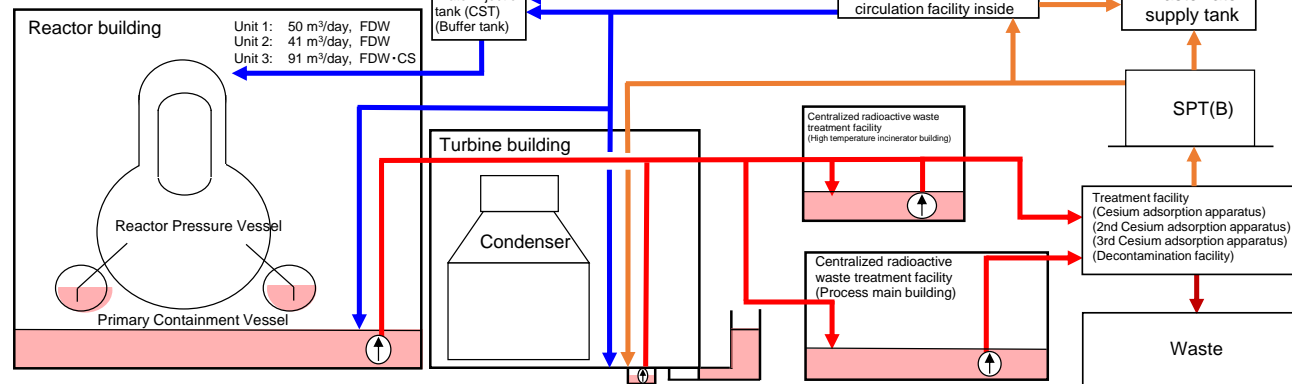 tank (CST)
(Buffer tank)
circulation facility inside
supply tank
Reactor building
Unit 1: 50 m³/day, FDW
Unit 2: 41 m³/day, FDW
Unit 3: 91 m³/day, FDW・CS
SPT(B)
Turbine building
Centralized radioactive waste
treatment facility
(High temperature incinerator building)
Treatment facility
(Cesium adsorption apparatus)
(2nd Cesium adsorption apparatus)
(3rd Cesium adsorption apparatus)
(Decontamination facility)
Reactor Pressure Vessel
Condenser
Centralized radioactive
waste treatment facility
(Process main building)
Primary Containment Vessel
Waste